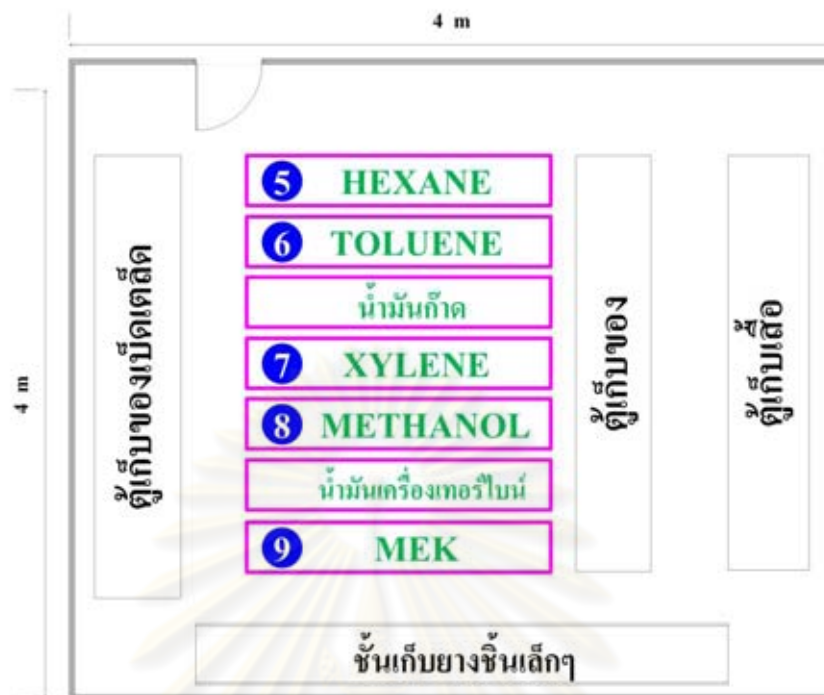 4 m
4 m
5 HEXANE
6 TOLUENE
น้ำมันก๊าด
7 XYLENE
8 METHANOL
น้ำมันเครื่องเทอร์ไบน์
9 MEK
ตู้เก็บของเบ็ดเตล็ด
ตู้เก็บของ
ตู้เก็บเสื้อ
ชั้นเก็บยางชิ้นเล็กๆ